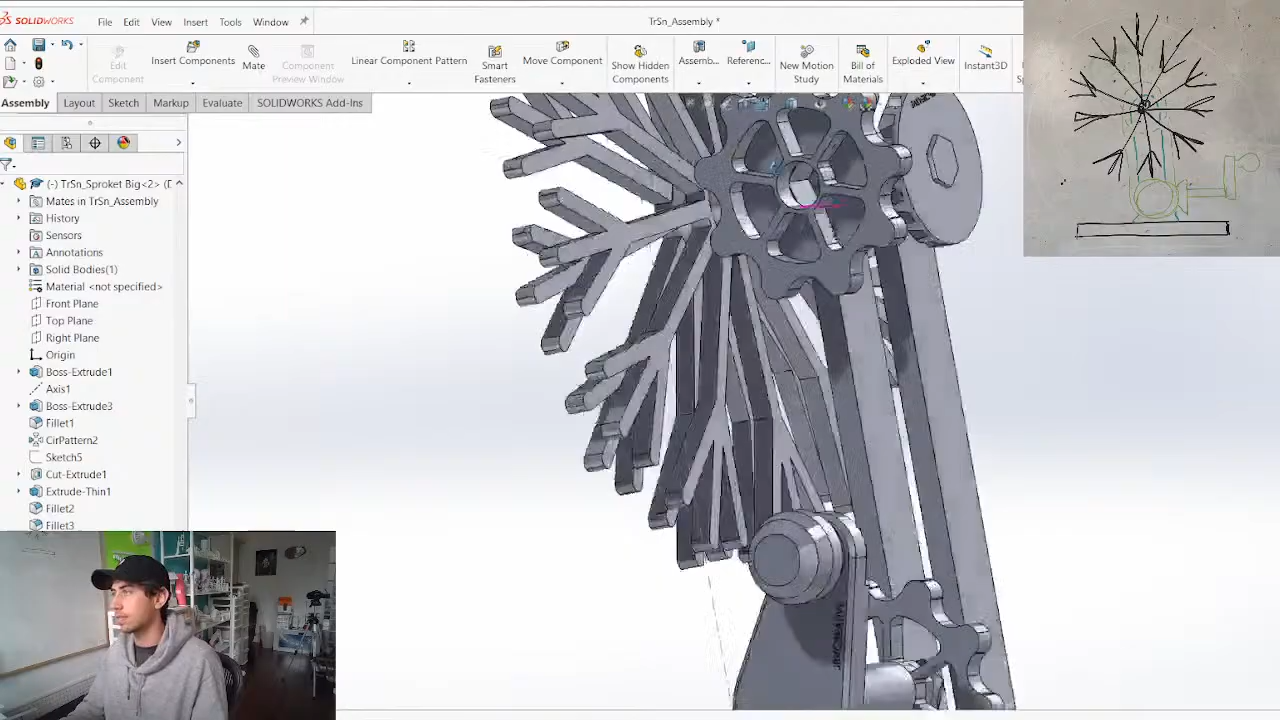 SOLIDWORKS File Edit View Insert Tools Window TrSn_Assembly *
Edit Component
Insert Components
Mate
Component Preview Window
Linear Component Pattern
Smart Fasteners
Move Component
Show Hidden Components
Assemb...
Referenc...
New Motion Study
Bill of Materials
Exploded View
Instant3D
Assembly Layout Sketch Markup Evaluate SOLIDWORKS Add-Ins
(-) TrSn_Sproket Big<2>
Mates in TrSn_Assembly
History
Sensors
Annotations
Solid Bodies(1)
Material <not specified>
Front Plane
Top Plane
Right Plane
Origin
Boss-Extrude1
Axis1
Boss-Extrude3
Fillet1
CirPattern2
Sketch5
Cut-Extrude1
Extrude-Thin1
Fillet2
Fillet3